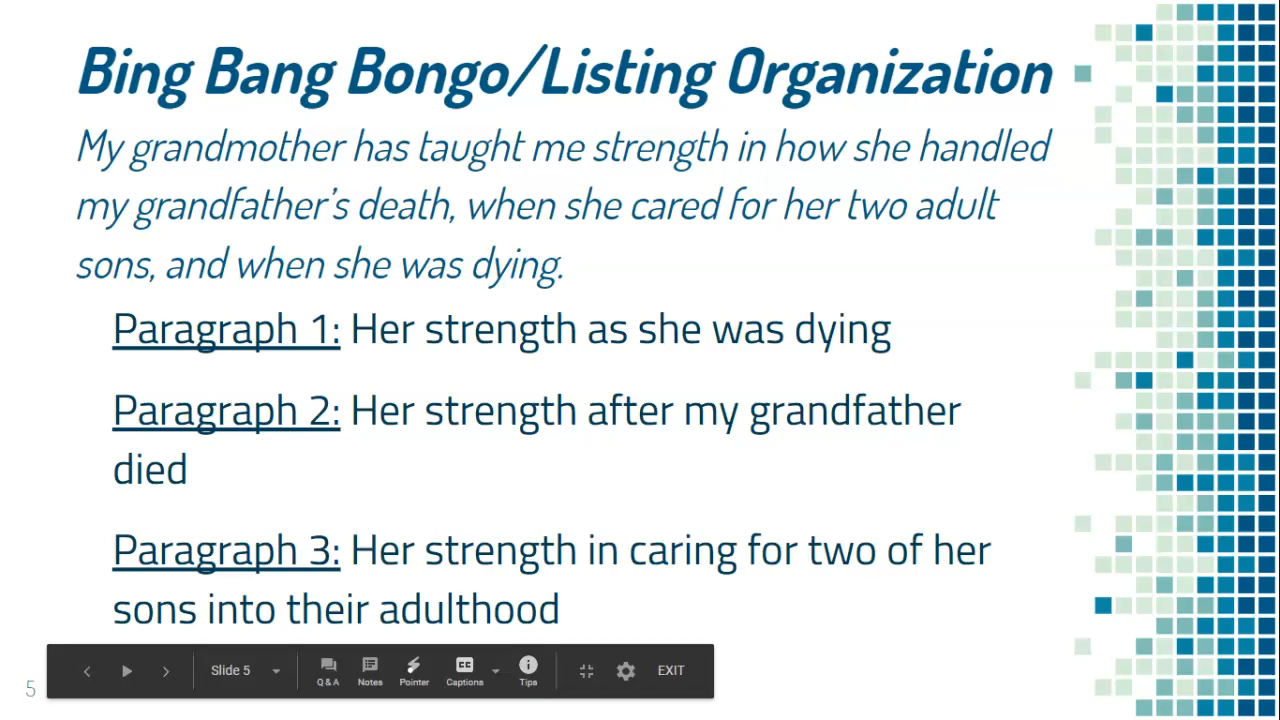 Bing Bang Bongo/Listing Organization
My grandmother has taught me strength in how she handled
my grandfather's death, when she cared for her two adult
sons, and when she was dying.
Paragraph 1: Her strength as she was dying
Paragraph 2: Her strength after my grandfather
died
Paragraph 3: Her strength in caring for two of her
sons into their adulthood
Slide 5
Q & A
Notes
Pointer
CC
Captions
Tips
EXIT
5